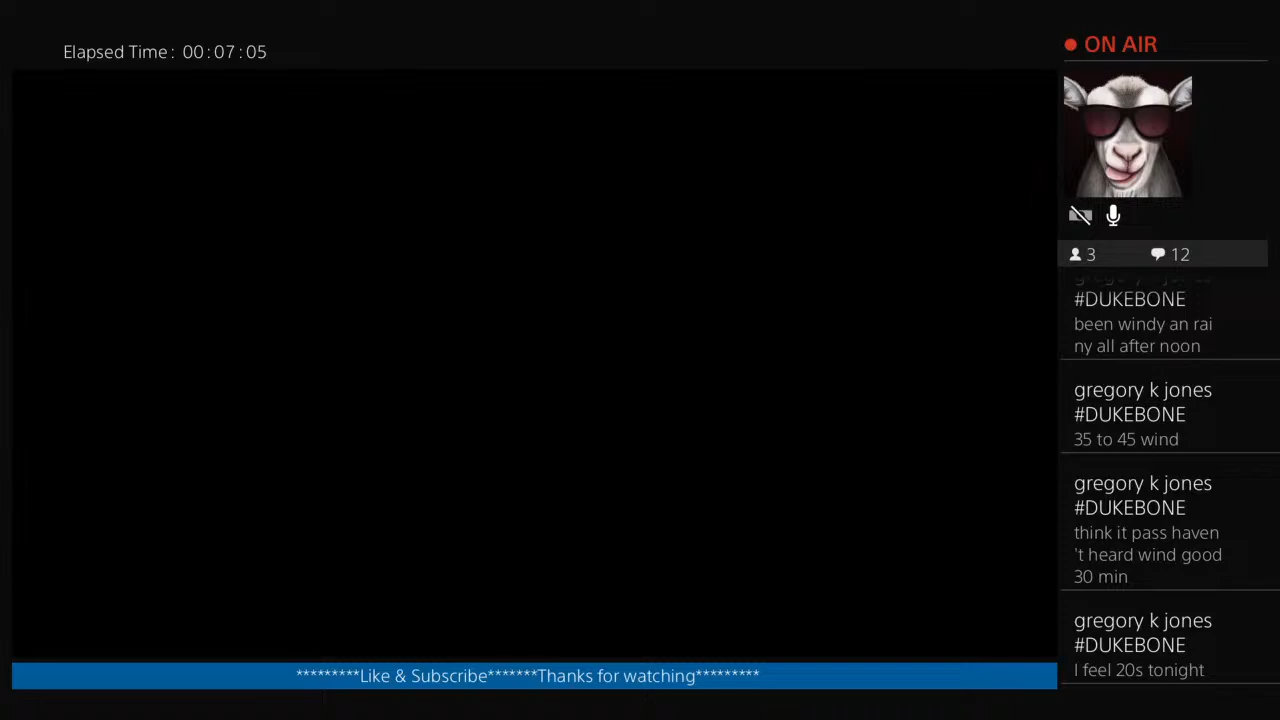 Elapsed Time: 00:07:05
ON AIR
3 12
#DUKEBONE
been windy an rai
ny all after noon
gregory k jones
#DUKEBONE
35 to 45 wind
gregory k jones
#DUKEBONE
think it pass haven
't heard wind good
30 min
gregory k jones
#DUKEBONE
I feel 20s tonight
*********Like & Subscribe*******Thanks for watching*********